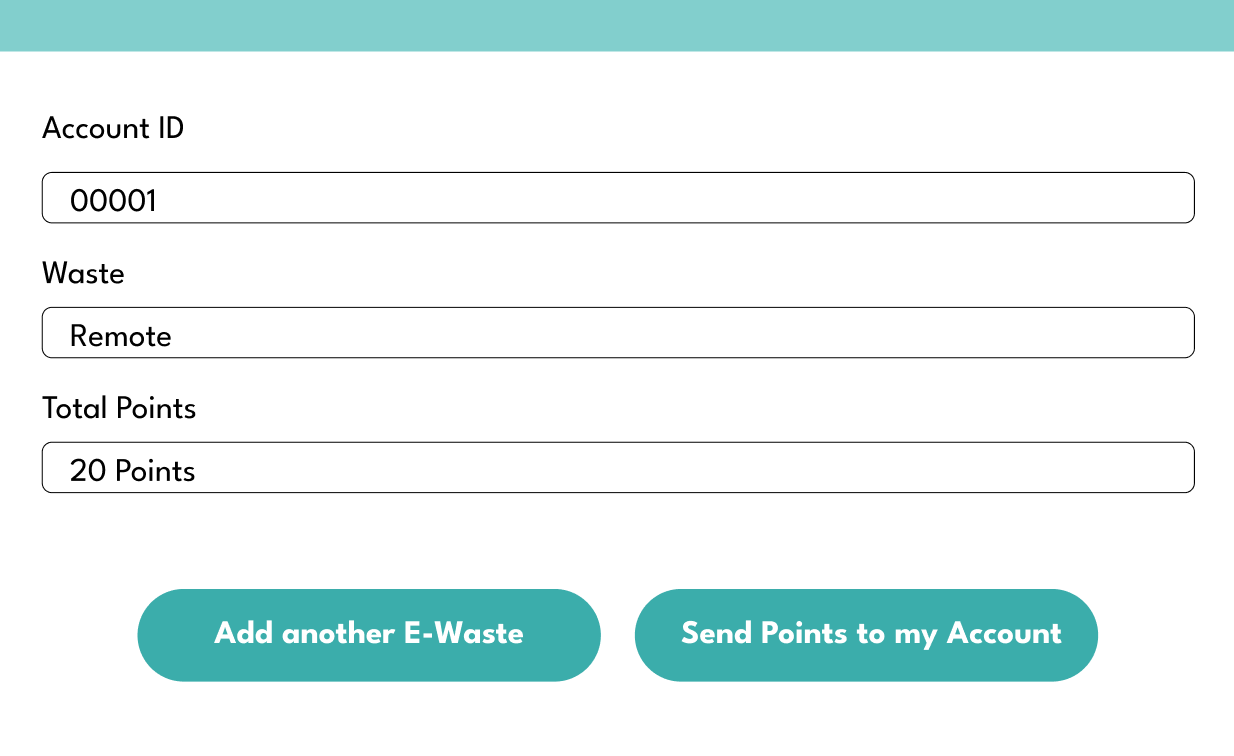 Account ID
00001
Waste
Remote
Total Points
20 Points
Add another E-Waste
Send Points to my Account